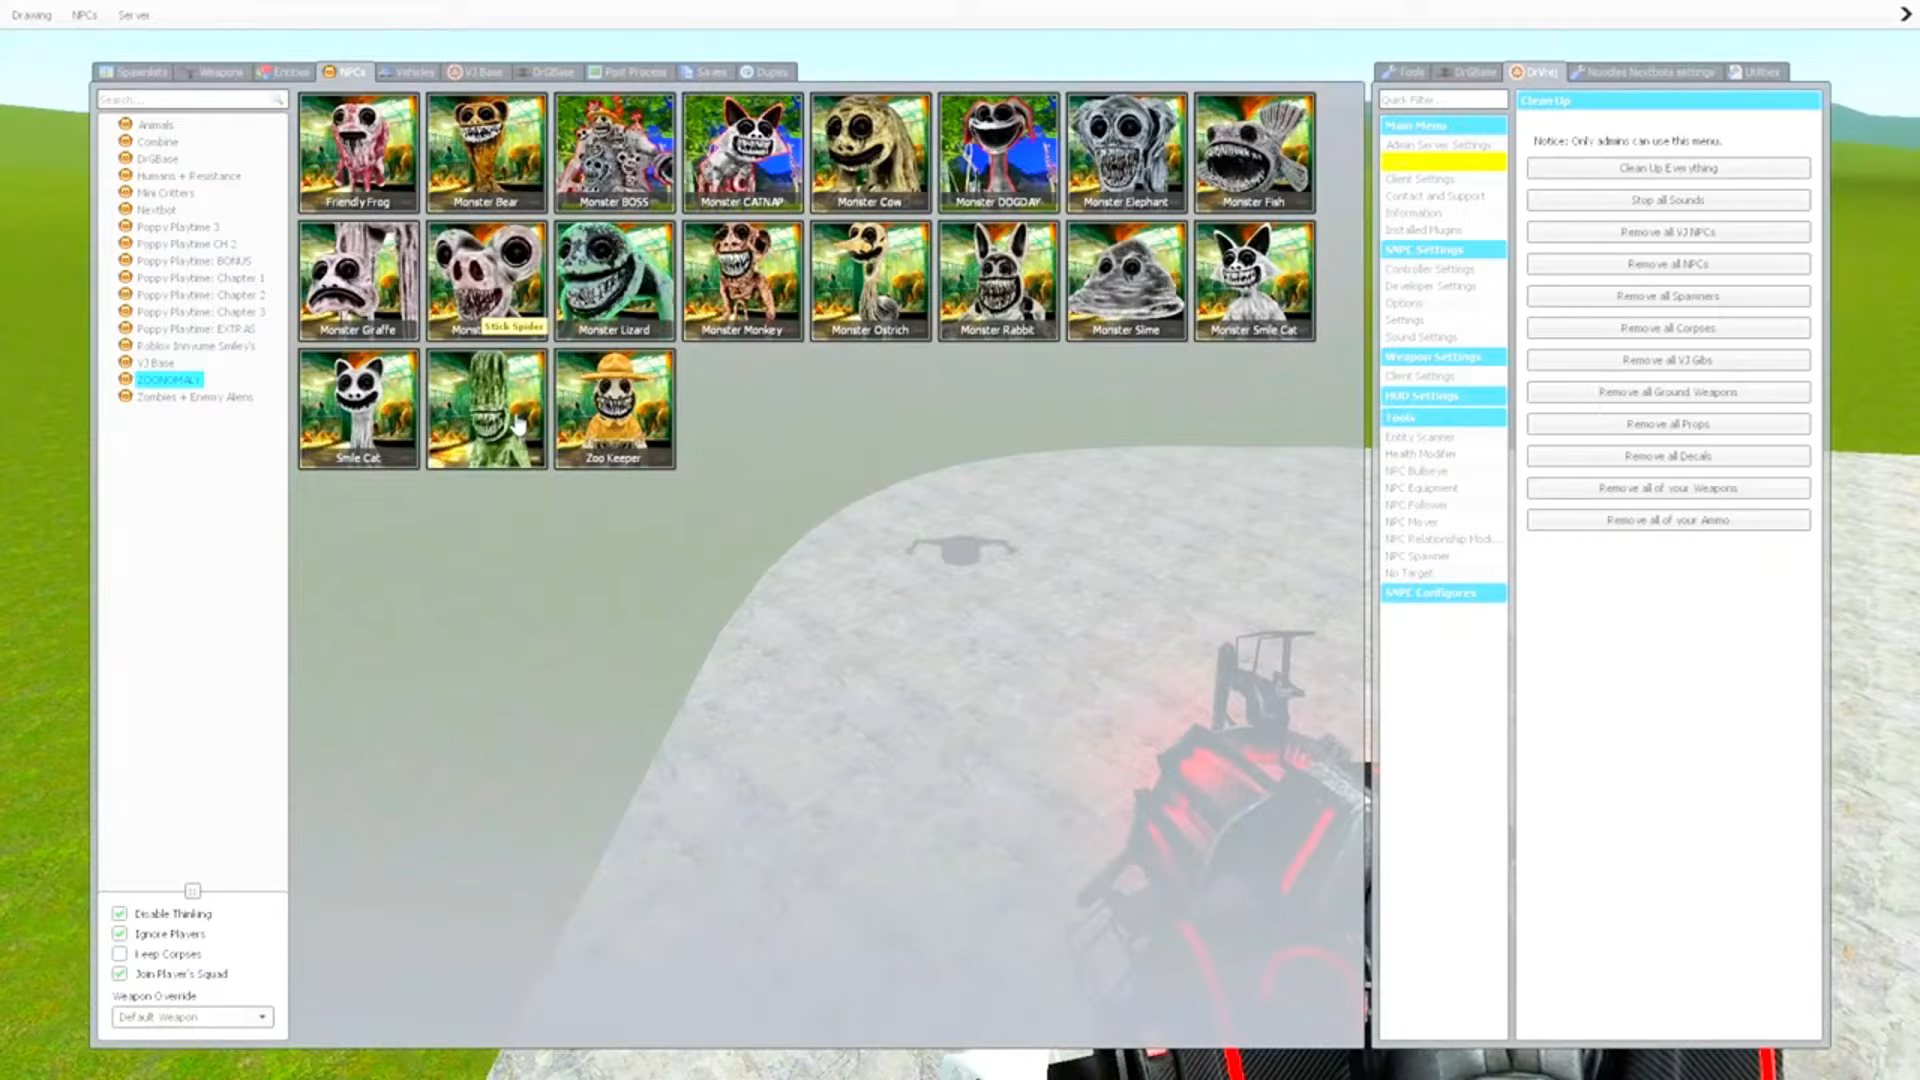 Drawing NPCs Server
Spawnlists Weapons Entities NPCs Vehicles VJ Base DrGBase Post Process Saves Dupes
Search...
Animals
Combine
DrGBase
Humans + Resistance
Mini Critters
Nextbot
Poppy Playtime 3
Poppy Playtime CH 2
Poppy Playtime: BONUS
Poppy Playtime: Chapter 1
Poppy Playtime: Chapter 2
Poppy Playtime: Chapter 3
Poppy Playtime: EXTRAS
Roblox Innyume Smiley's
VJ Base
ZOONOMALY
Zombies + Enemy Aliens
Disable Thinking
Ignore Players
Keep Corpses
Join Player's Squad
Weapon Override
Default Weapon
Friendly Frog Monster Bear Monster BOSS Monster CATNAP Monster Cow Monster DOGDAY Monster Elephant Monster Fish
Monster Giraffe Monst Stick Spider Monster Lizard Monster Monkey Monster Ostrich Monster Rabbit Monster Slime Monster Smile Cat
Smile Cat Zoo Keeper
Tools DrGBase DrVrej Noodles Nextbots settings Utilities
Quick Filter...
Main Menu
Admin Server Settings
Client Settings
Contact and Support
Information
Installed Plugins
SNPC Settings
Controller Settings
Developer Settings
Options
Settings
Sound Settings
Weapon Settings
Client Settings
HUD Settings
Tools
Entity Scanner
Health Modifier
NPC Bullseye
NPC Equipment
NPC Follower
NPC Mover
NPC Relationship Modi...
NPC Spawner
No Target
SNPC Configures
Clean Up
Notice: Only admins can use this menu.
Clean Up Everything
Stop all Sounds
Remove all VJ NPCs
Remove all NPCs
Remove all Spawners
Remove all Corpses
Remove all VJ Gibs
Remove all Ground Weapons
Remove all Props
Remove all Decals
Remove all of your Weapons
Remove all of your Ammo